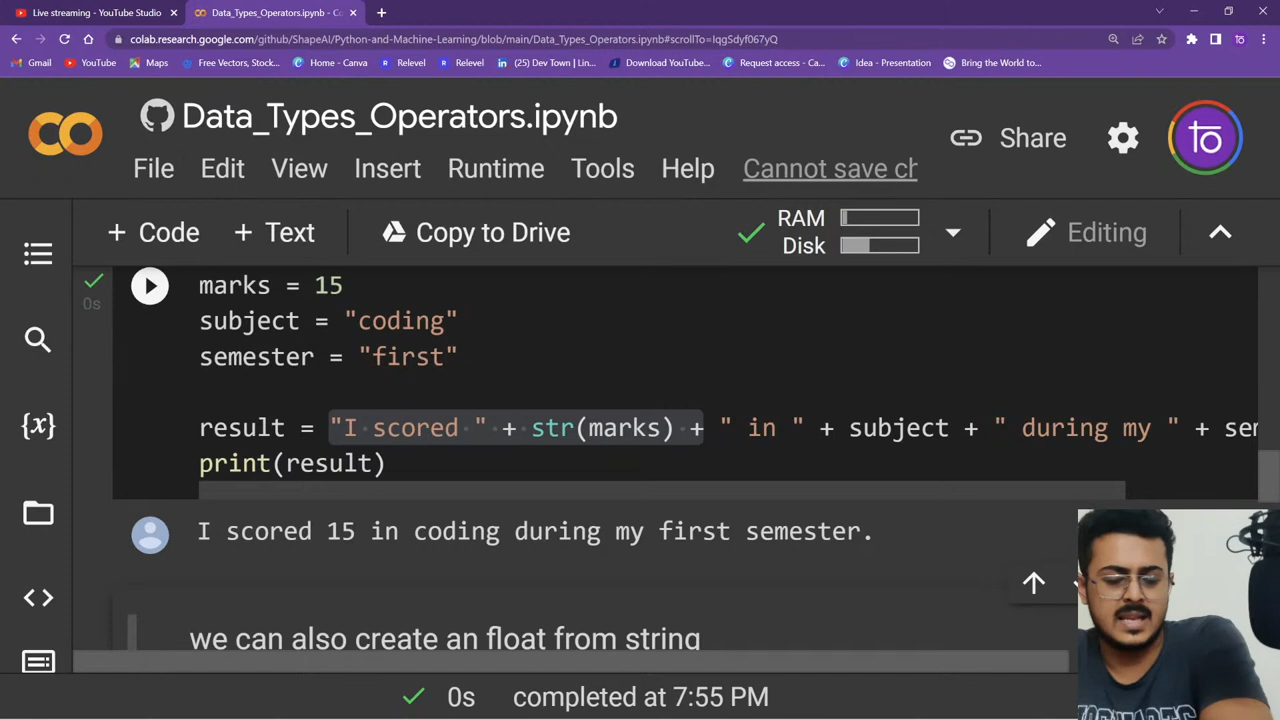 Live streaming - YouTube Studio
Data_Types_Operators.ipynb - Co
colab.research.google.com/github/ShapeAI/Python-and-Machine-Learning/blob/main/Data_Types_Operators.ipynb#scrollTo=IqgSdyf067yQ
Gmail YouTube Maps Free Vectors, Stock... Home - Canva Relevel Relevel (25) Dev Town | Lin... Download YouTube... Request access - Ca... Idea - Presentation Bring the World to...
Data_Types_Operators.ipynb
Share
File Edit View Insert Runtime Tools Help Cannot save ch
+ Code + Text Copy to Drive RAM Disk Editing
marks = 15
0s
subject = "coding"
semester = "first"
result = "I scored " + str(marks) + " in " + subject + " during my " + sem
print(result)
I scored 15 in coding during my first semester.
we can also create an float from string
0s completed at 7:55 PM